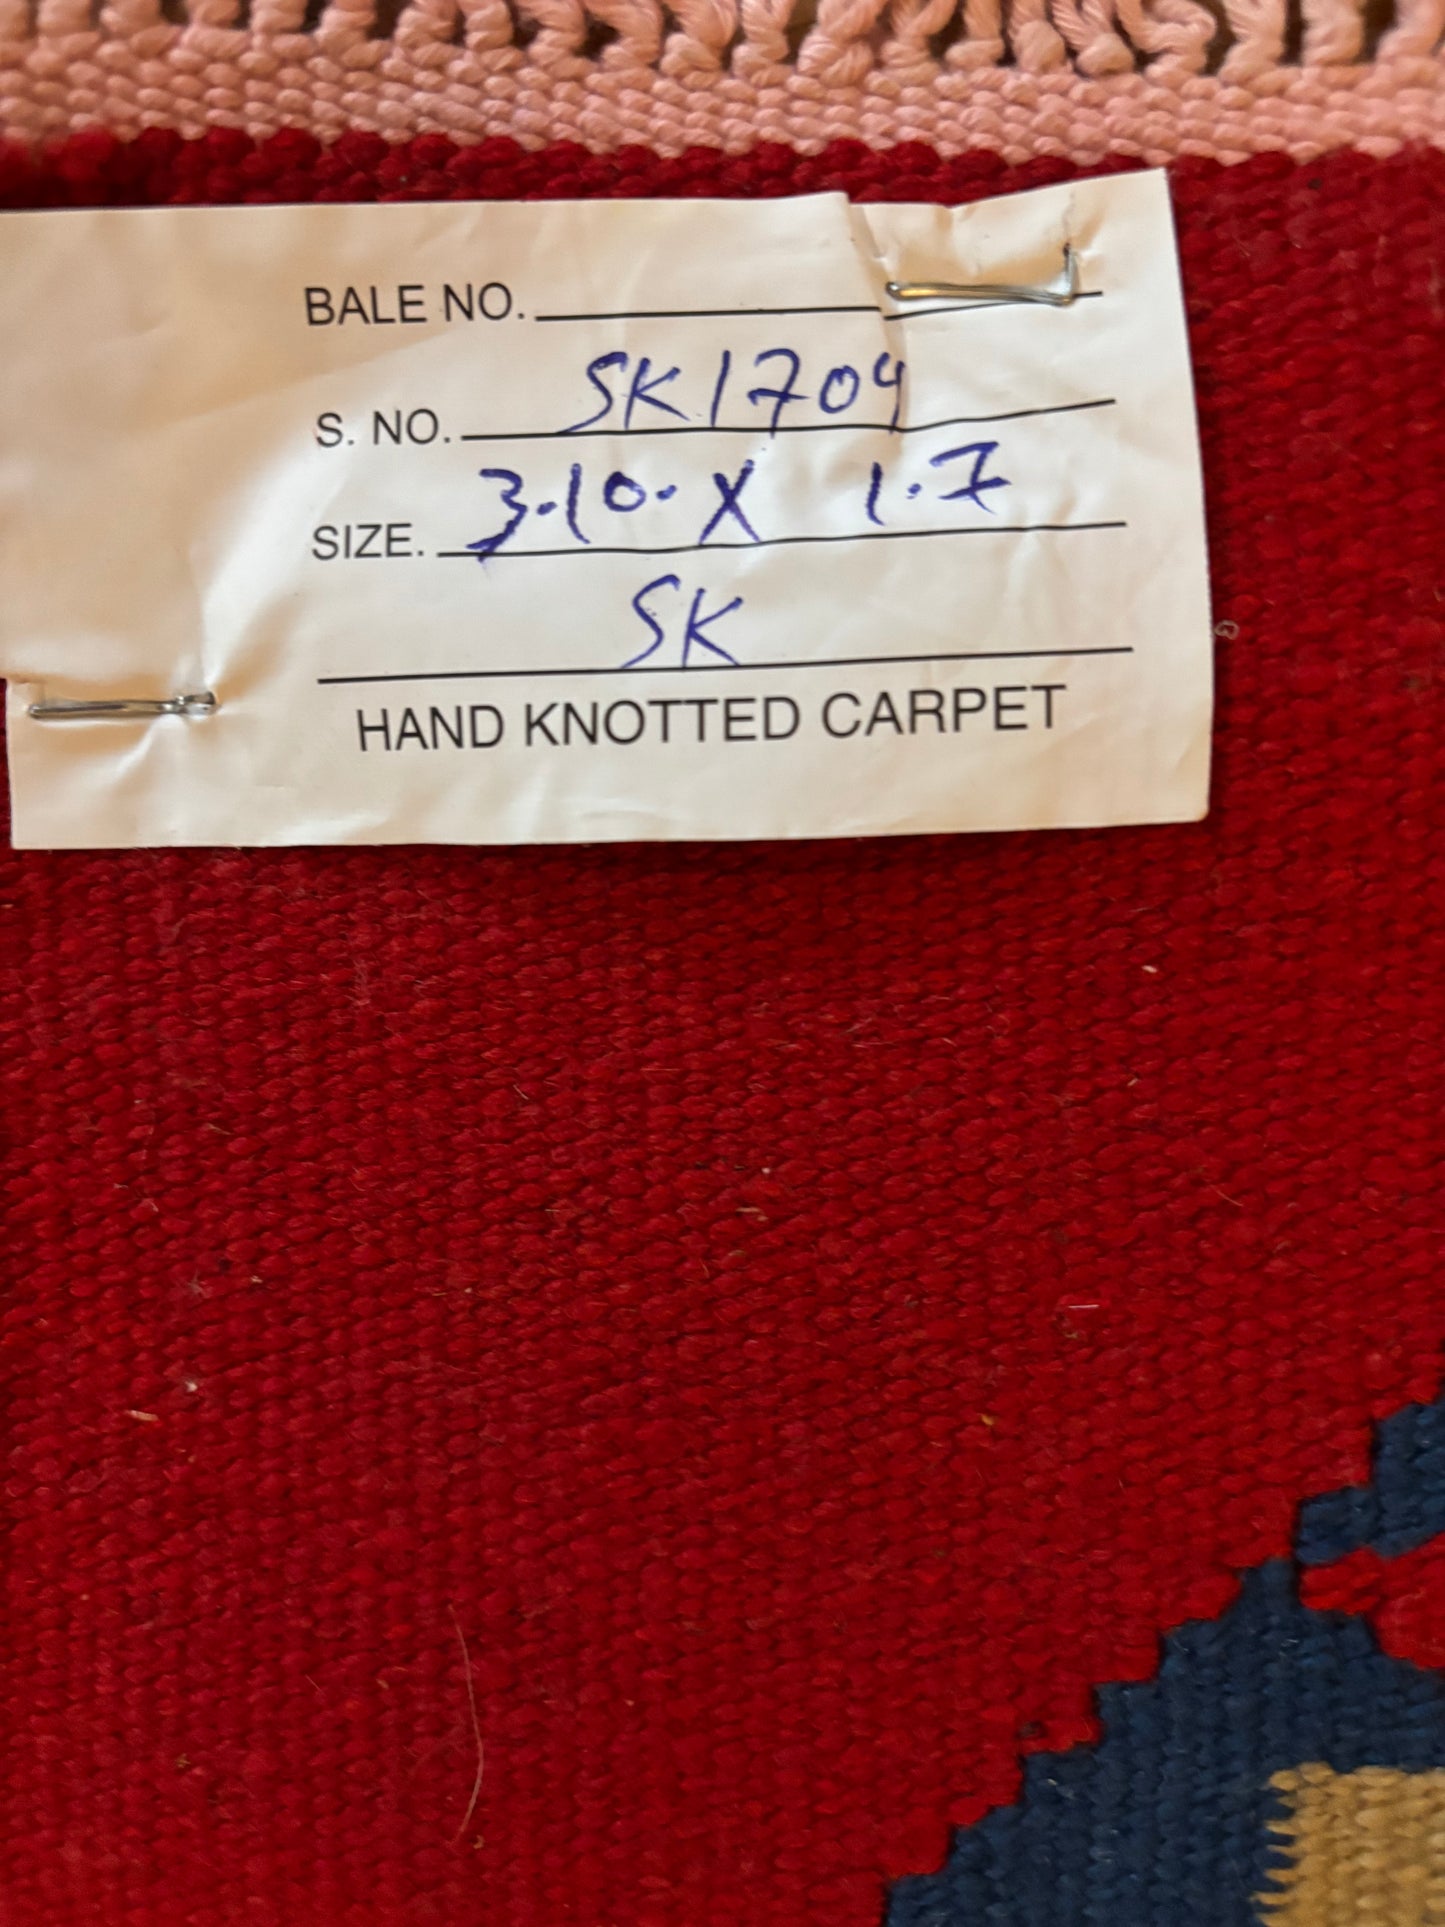 BALE NO.
S. NO. SK1704
SIZE. 3.10. X 1.7
SK
HAND KNOTTED CARPET